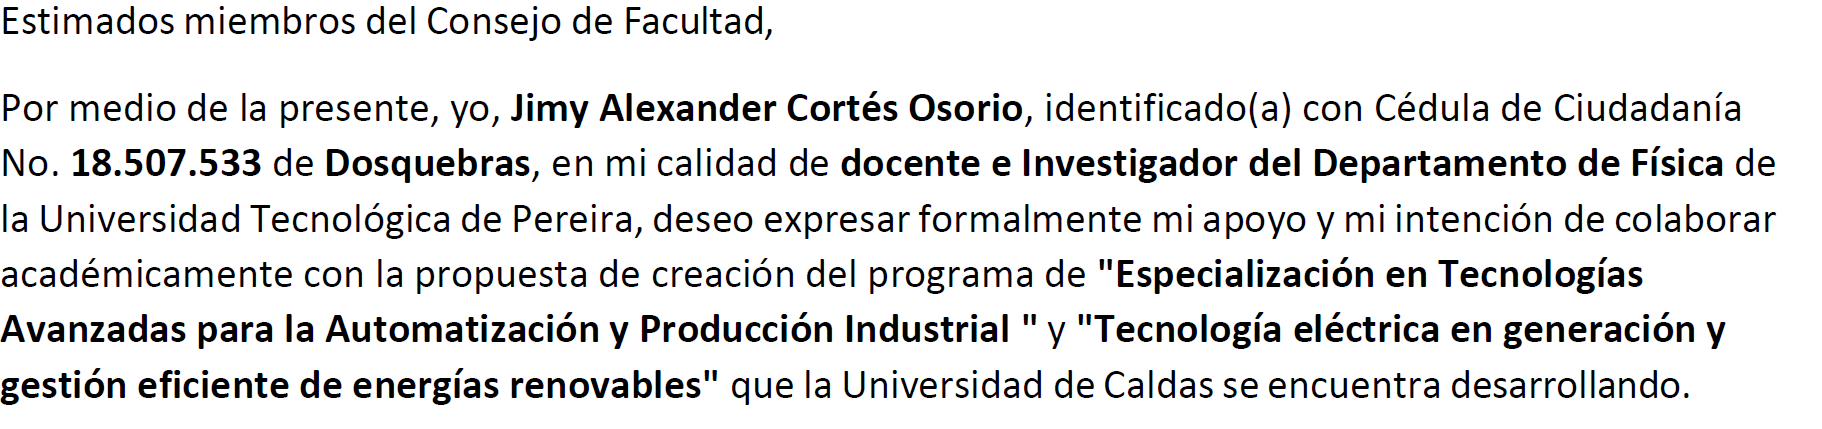 Estimados miembros del Consejo de Facultad,
Por medio de la presente, yo, Jimy Alexander Cortés Osorio, identificado(a) con Cédula de Ciudadanía
No. 18.507.533 de Dosquebras, en mi calidad de docente e Investigador del Departamento de Física de
la Universidad Tecnológica de Pereira, deseo expresar formalmente mi apoyo y mi intención de colaborar
académicamente con la propuesta de creación del programa de "Especialización en Tecnologías
Avanzadas para la Automatización y Producción Industrial " y "Tecnología eléctrica en generación y
gestión eficiente de energías renovables" que la Universidad de Caldas se encuentra desarrollando.